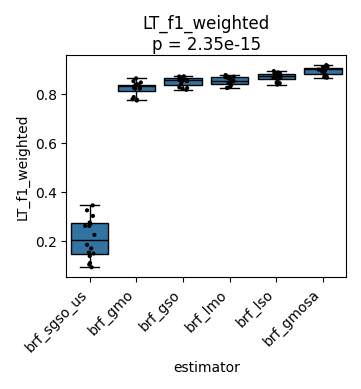 LT_f1_weighted
p = 2.35e-15
LT_f1_weighted
0.8
0.6
0.4
0.2
brf_sgso_us
brf_gmo
brf_gso
brf_lmo
brf_lso
brf_gmosa
estimator